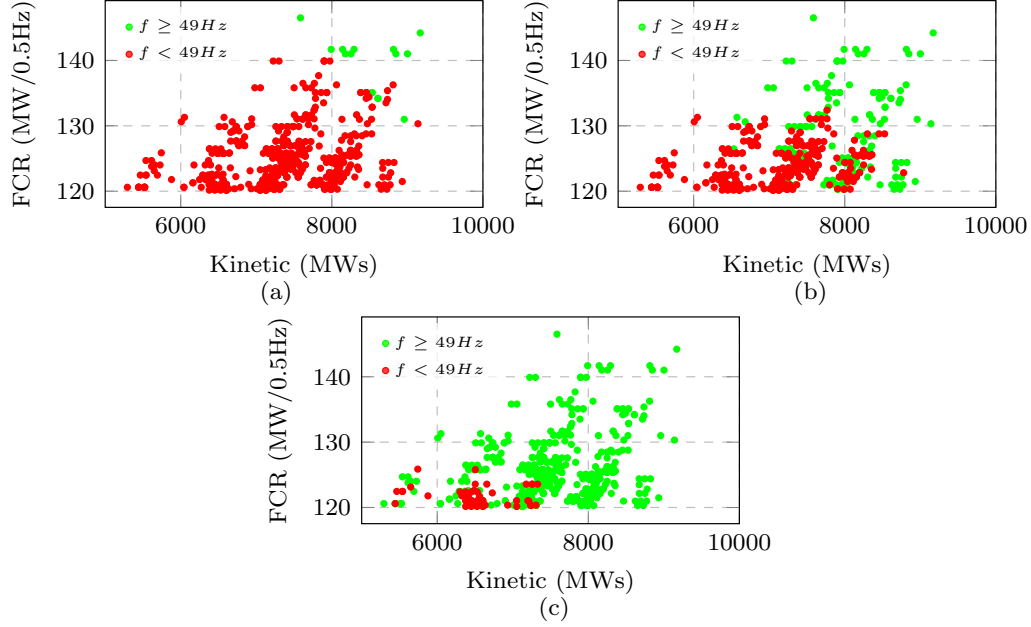 f ≥ 49Hz
f < 49Hz
140
130
120
FCR (MW/0.5Hz)
6000 8000 10000
Kinetic (MWs)
(a)
f ≥ 49Hz
f < 49Hz
140
130
120
FCR (MW/0.5Hz)
6000 8000 10000
Kinetic (MWs)
(b)
f ≥ 49Hz
f < 49Hz
140
130
120
FCR (MW/0.5Hz)
6000 8000 10000
Kinetic (MWs)
(c)